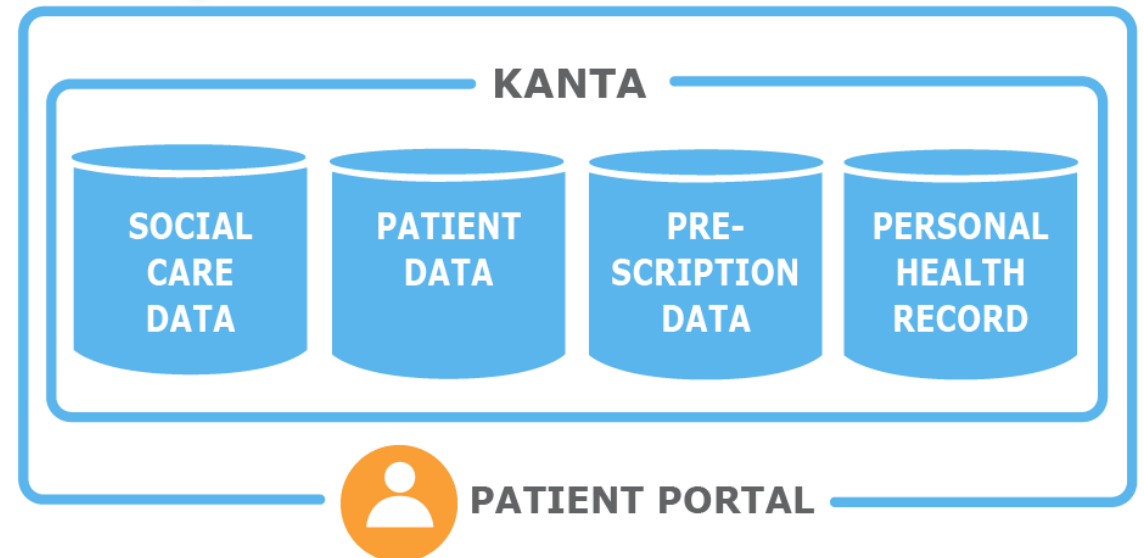 KANTA
SOCIAL
CARE
DATA
PATIENT
DATA
PRE-
SCRIPTION
DATA
PERSONAL
HEALTH
RECORD
PATIENT PORTAL